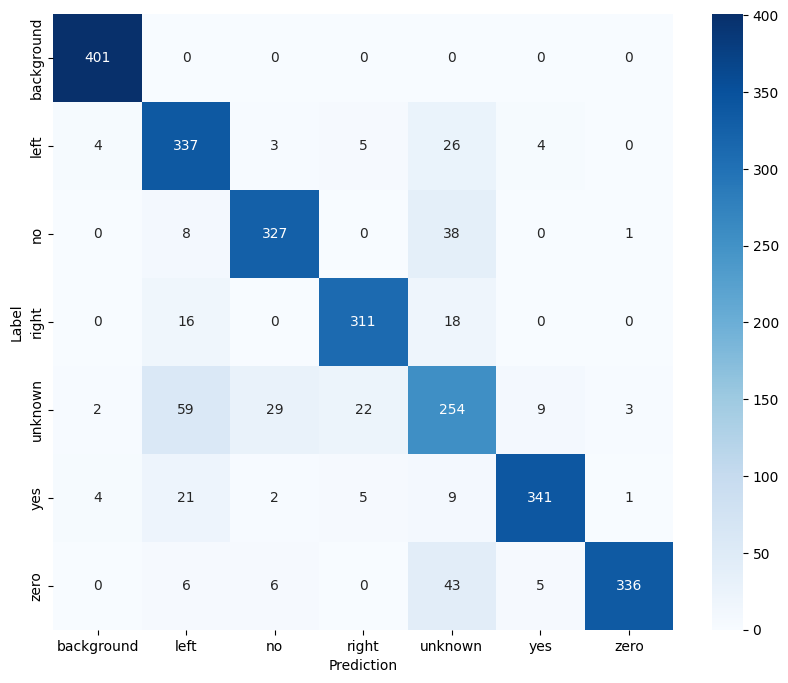 background 401 0 0 0 0 0 0
left 4 337 3 5 26 4 0
no 0 8 327 0 38 0 1
right 0 16 0 311 18 0 0
unknown 2 59 29 22 254 9 3
yes 4 21 2 5 9 341 1
zero 0 6 6 0 43 5 336
background left no right unknown yes zero
Label
Prediction
400
350
300
250
200
150
100
50
0